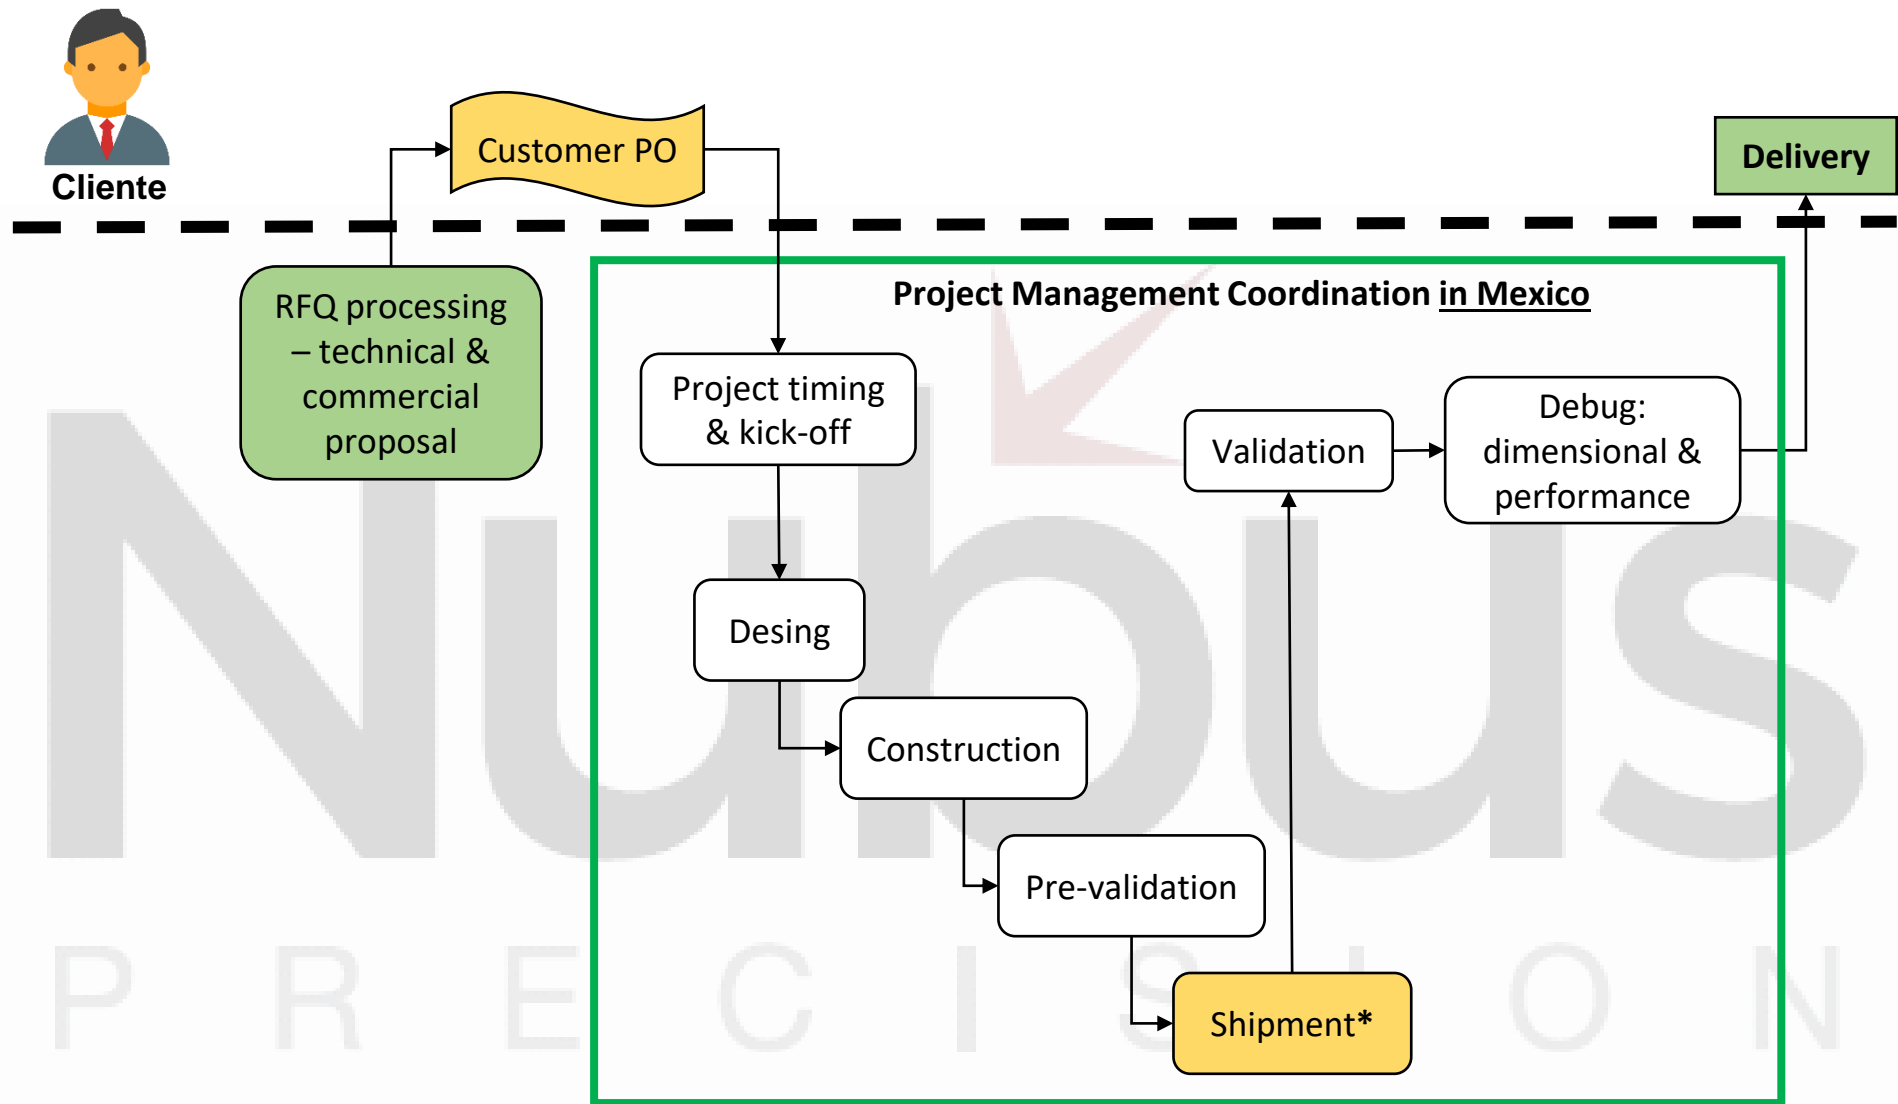 Cliente
Customer PO
Delivery
RFQ processing
– technical &
commercial
proposal
Project Management Coordination in Mexico
Project timing
& kick-off
Validation
Debug:
dimensional &
performance
Desing
Construction
Pre-validation
Shipment*
Nubus
PRECISION